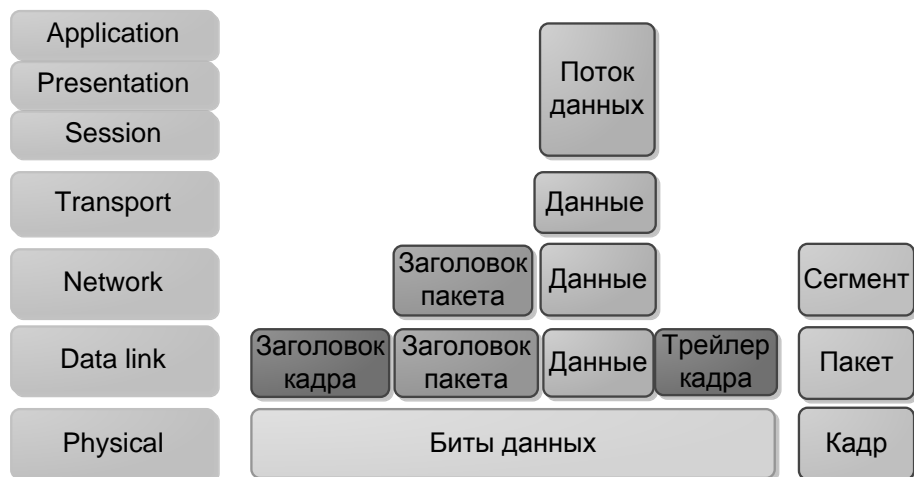 Application
Presentation
Session
Поток
данных
Transport
Данные
Network
Заголовок
пакета
Данные
Сегмент
Data link
Заголовок
кадра
Заголовок
пакета
Данные
Трейлер
кадра
Пакет
Physical
Биты данных
Кадр